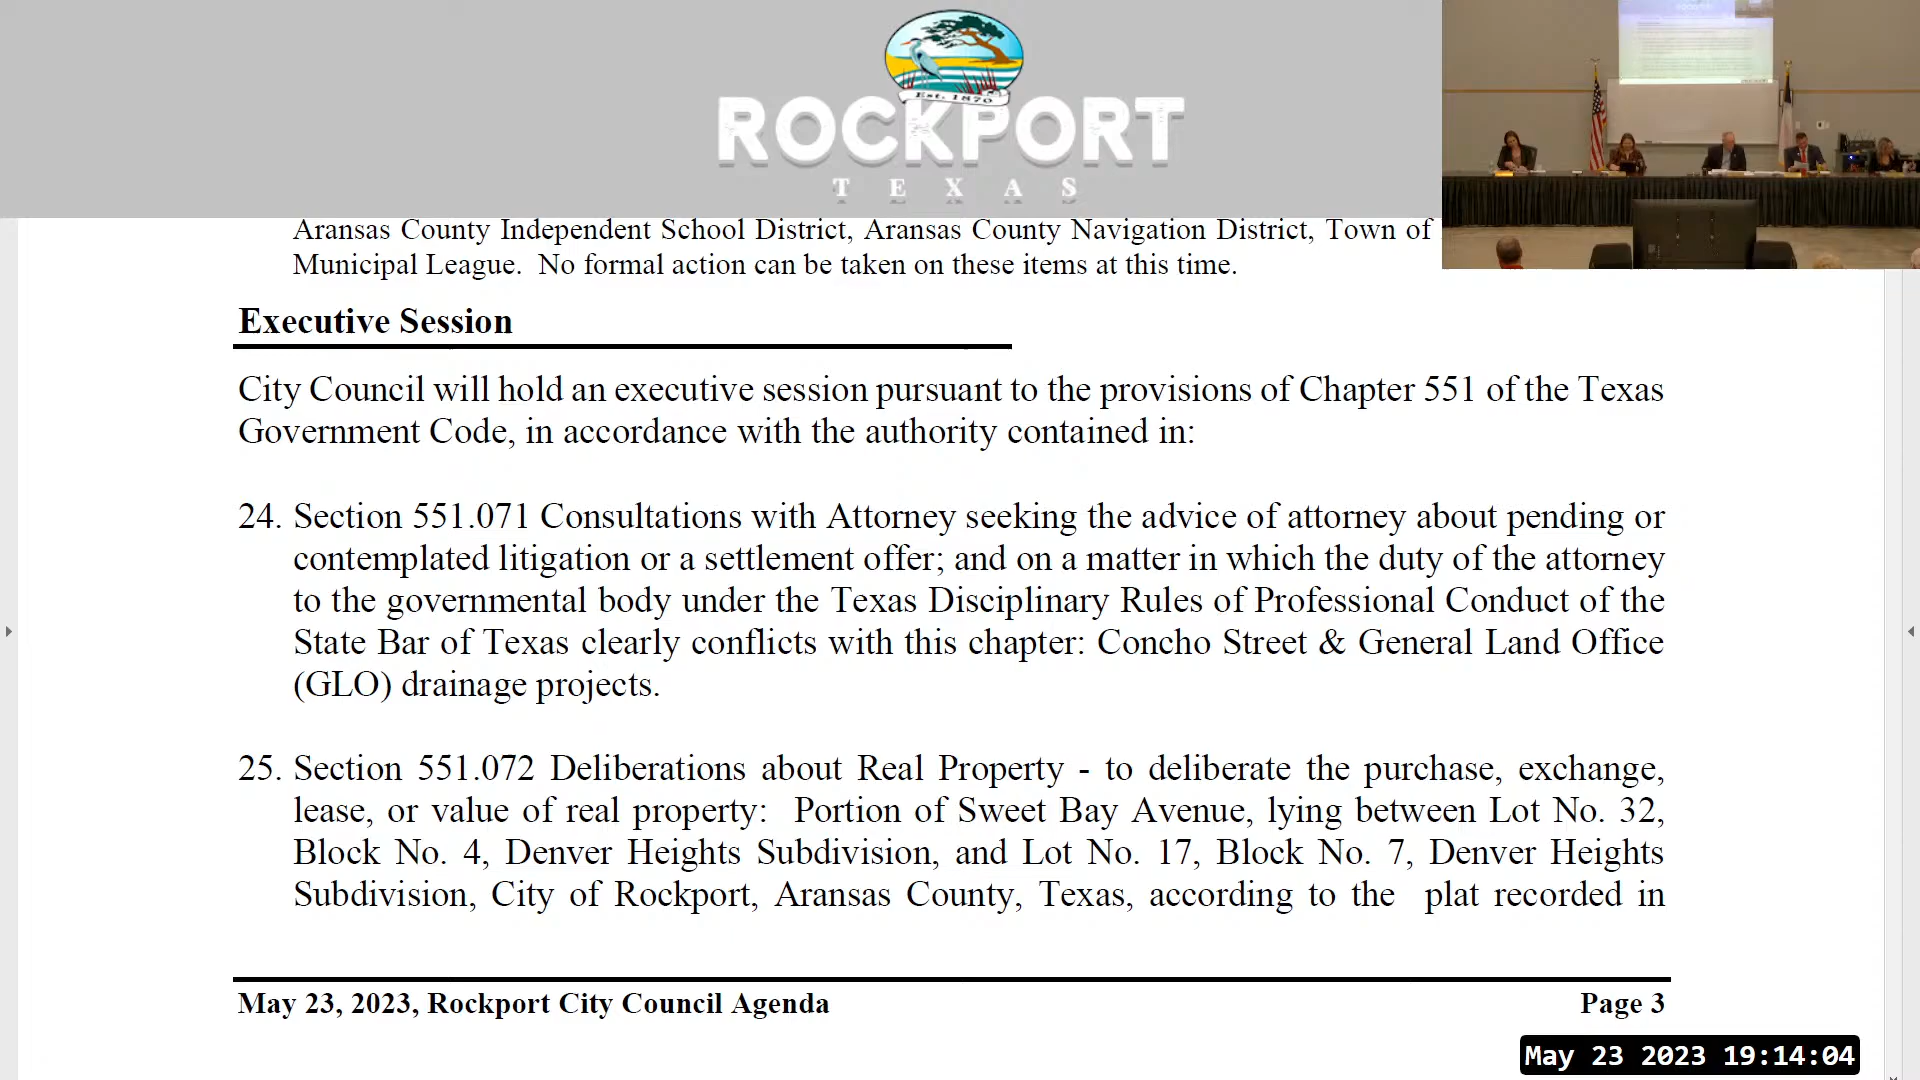 Est. 1870
ROCKPORT
TEXAS
Aransas County Independent School District, Aransas County Navigation District, Town of
Municipal League. No formal action can be taken on these items at this time.
Executive Session
City Council will hold an executive session pursuant to the provisions of Chapter 551 of the Texas
Government Code, in accordance with the authority contained in:
24. Section 551.071 Consultations with Attorney seeking the advice of attorney about pending or
contemplated litigation or a settlement offer; and on a matter in which the duty of the attorney
to the governmental body under the Texas Disciplinary Rules of Professional Conduct of the
State Bar of Texas clearly conflicts with this chapter: Concho Street & General Land Office
(GLO) drainage projects.
25. Section 551.072 Deliberations about Real Property - to deliberate the purchase, exchange,
lease, or value of real property: Portion of Sweet Bay Avenue, lying between Lot No. 32,
Block No. 4, Denver Heights Subdivision, and Lot No. 17, Block No. 7, Denver Heights
Subdivision, City of Rockport, Aransas County, Texas, according to the plat recorded in
May 23, 2023, Rockport City Council Agenda Page 3
May 23 2023 19:14:04